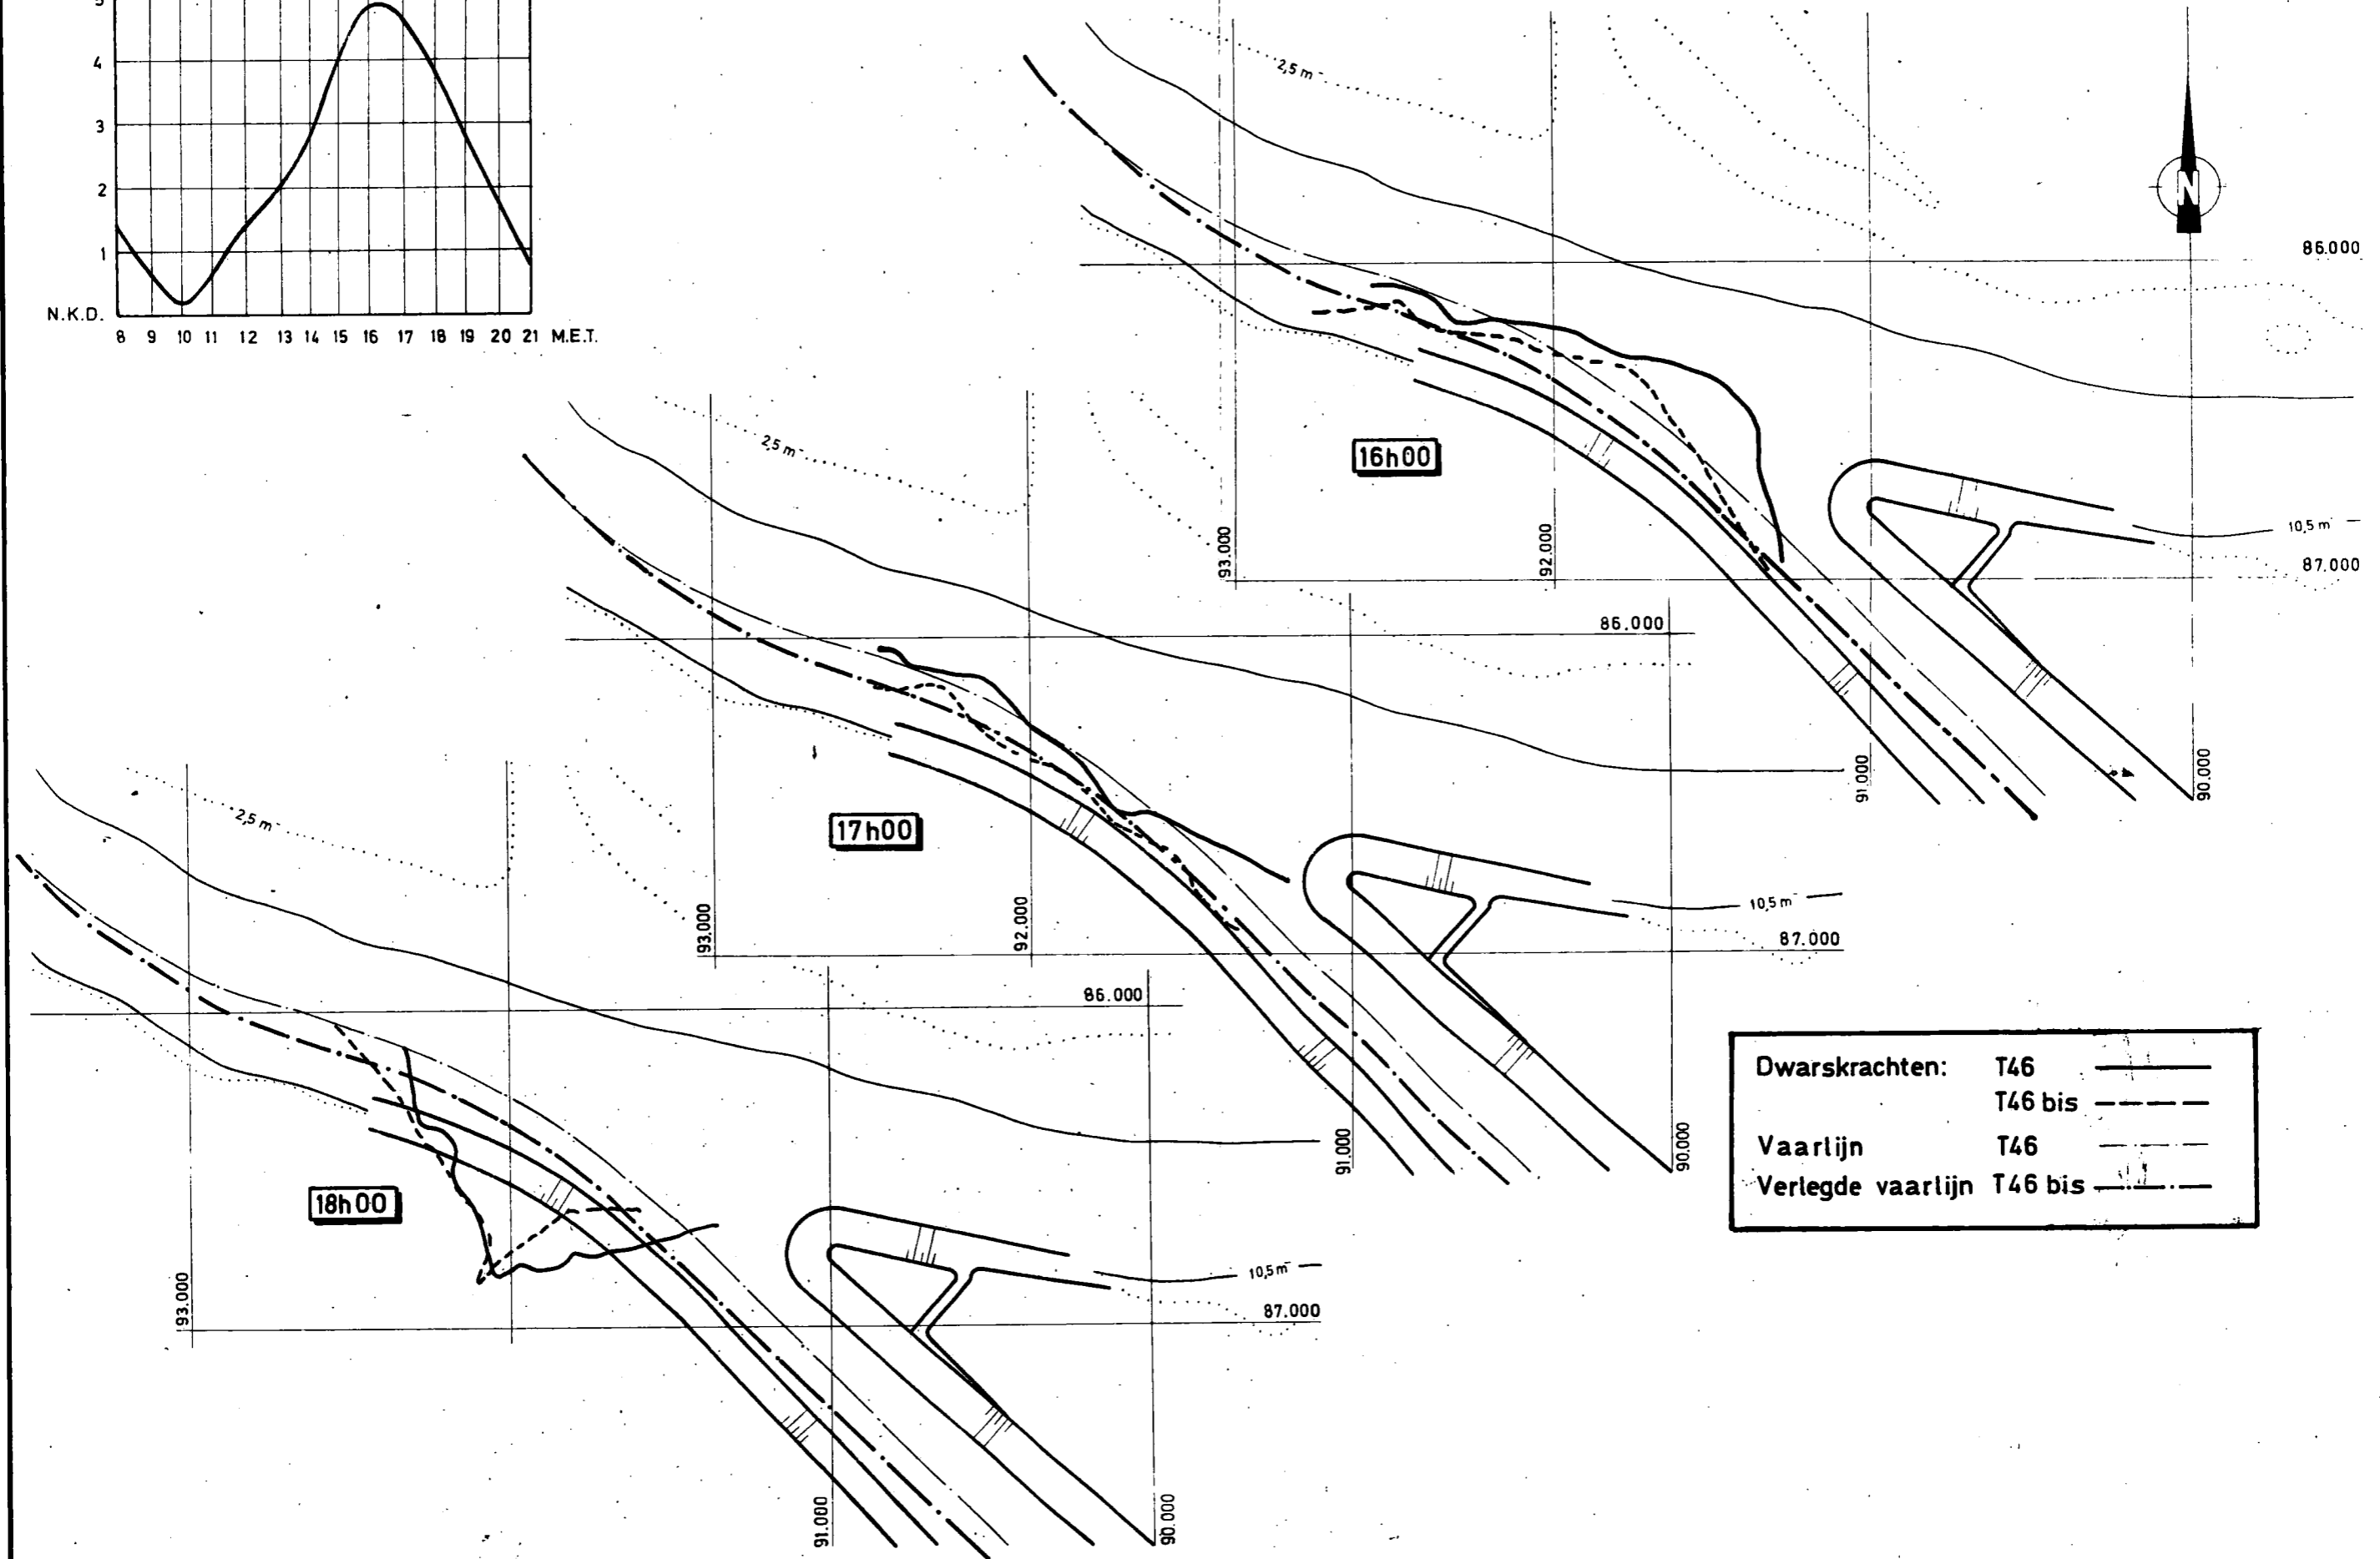 5
4
3
2
1
N.K.D.
8 9 10 11 12 13 14 15 16 17 18 19 20 21 M.E.T.
2,5 m
N
86.000
16h00
93.000
92.000
10,5 m
87.000
91.000
90.000
2,5 m
86.000
17h00
93.000
92.000
10,5 m
87.000
91.000
90.000
2,5 m
86.000
18h00
93.000
10,5 m
87.000
91.000
90.000
Dwarskrachten: T46
T46 bis
Vaarlijn T46
Verlegde vaarlijn T46 bis